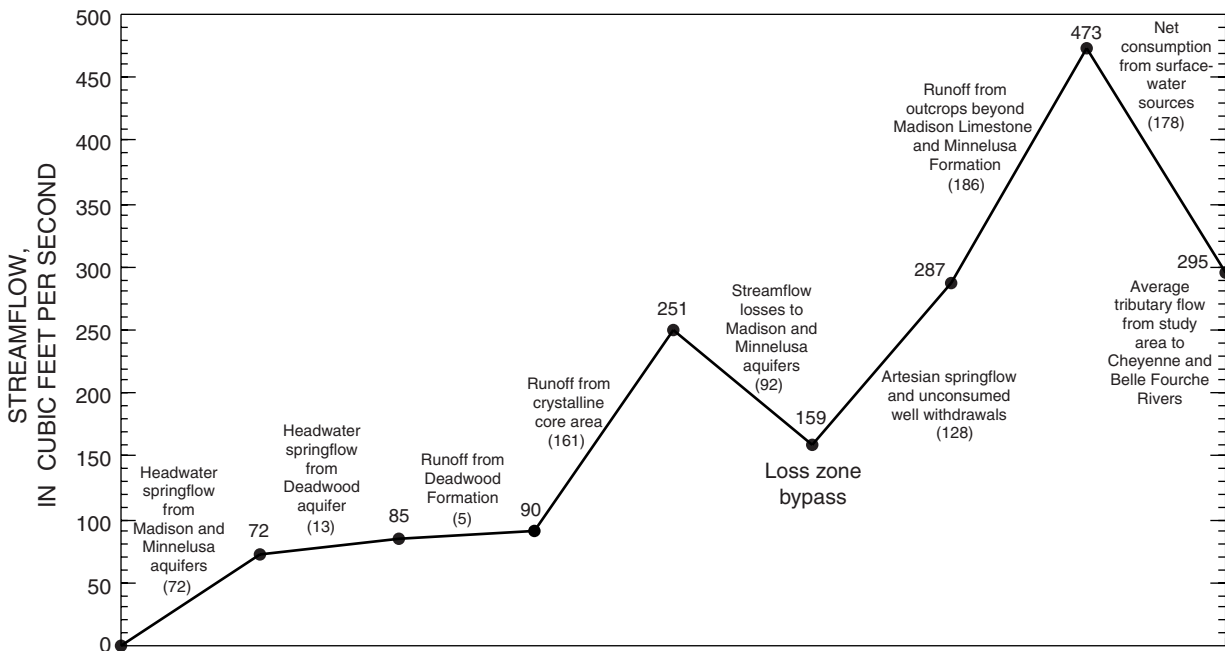 STREAMFLOW,
IN CUBIC FEET PER SECOND
500
450
400
350
300
250
200
150
100
50
0
Headwater
springflow
from
Madison and
Minnelusa
aquifers
(72)
72
Headwater
springflow
from
Deadwood
aquifer
(13)
85
Runoff from
Deadwood
Formation
(5)
90
Runoff from
crystalline
core area
(161)
251
Streamflow
losses to
Madison and
Minnelusa
aquifers
(92)
159
Loss zone
bypass
Artesian springflow
and unconsumed
well withdrawals
(128)
287
Runoff from
outcrops beyond
Madison Limestone
and Minnelusa
Formation
(186)
473
Net
consumption
from surface-
water
sources
(178)
295
Average
tributary flow
from study
area to
Cheyenne and
Belle Fourche
Rivers